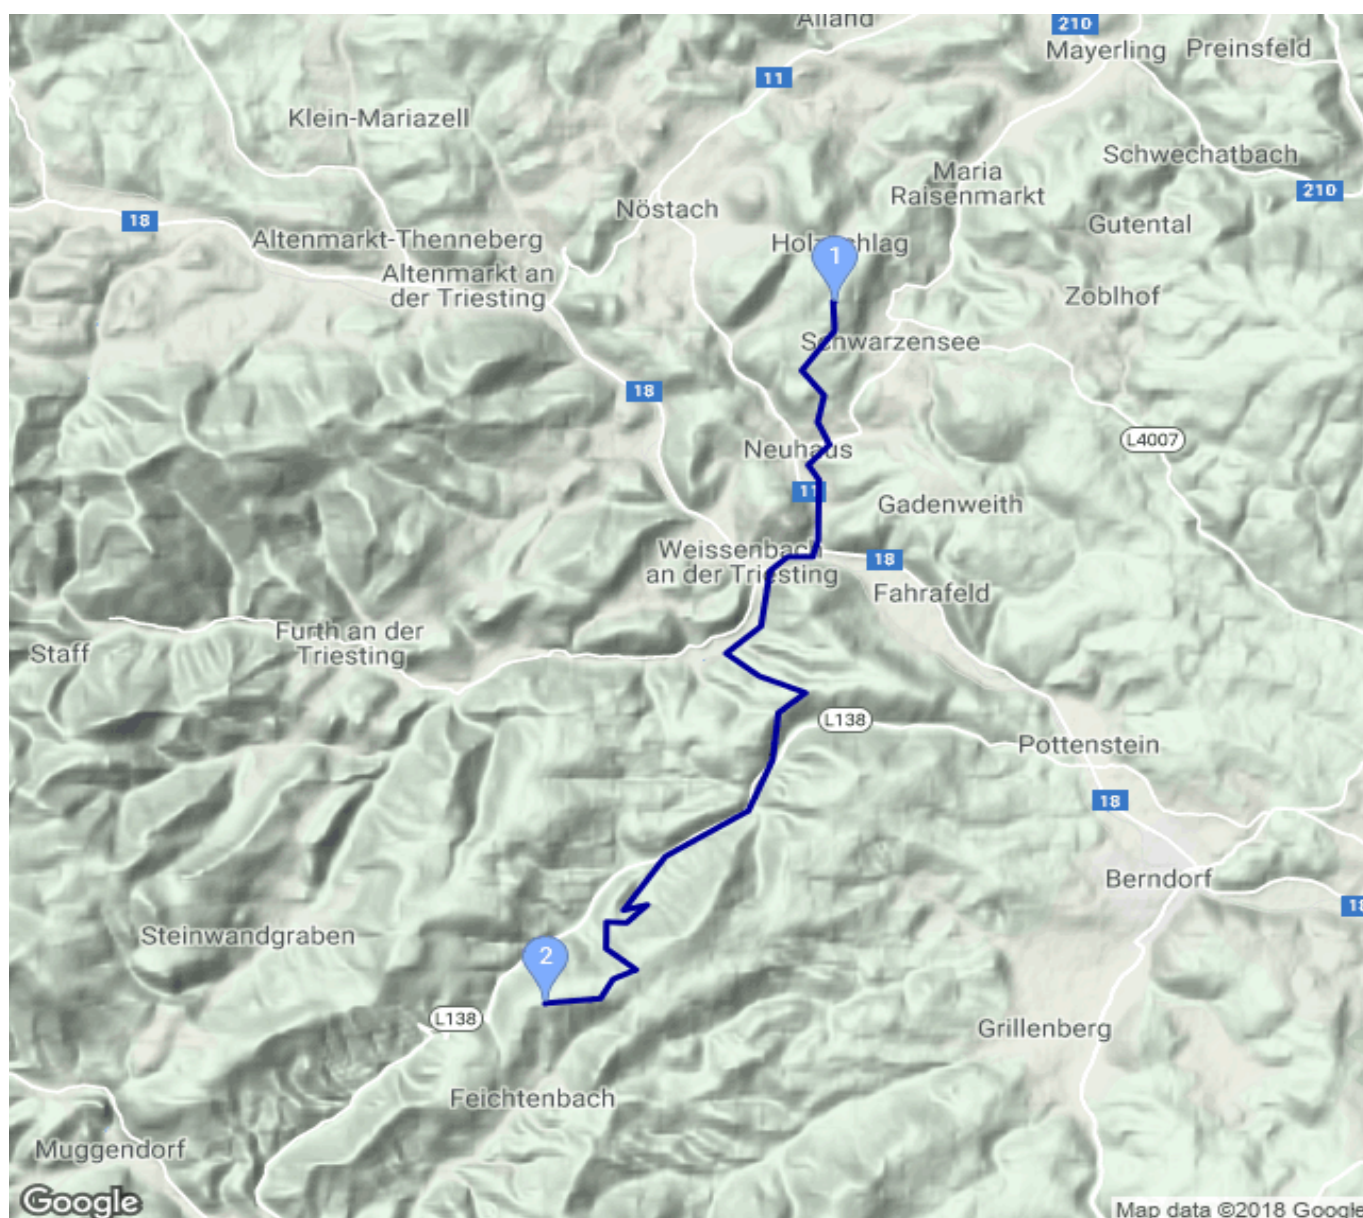 Alland
210
Mayerling
Preinsfeld
11
Klein-Mariazell
Schwechatbach
Maria
Raisenmarkt
210
Nöstach
18
Gutental
Altenmarkt-Thenneberg
Altenmarkt an
der Triesting
1
Zoblhof
Schwarzensee
18
L4007
Neuhaus
11
Gadenweith
Weissenbach
an der Triesting
18
Fahrafeld
Furth an der
Triesting
Staff
L138
Pottenstein
18
Berndorf
18
Steinwandgraben
2
L138
Grillenberg
Feichtenbach
Muggendorf
Google
Map data ©2018 Google